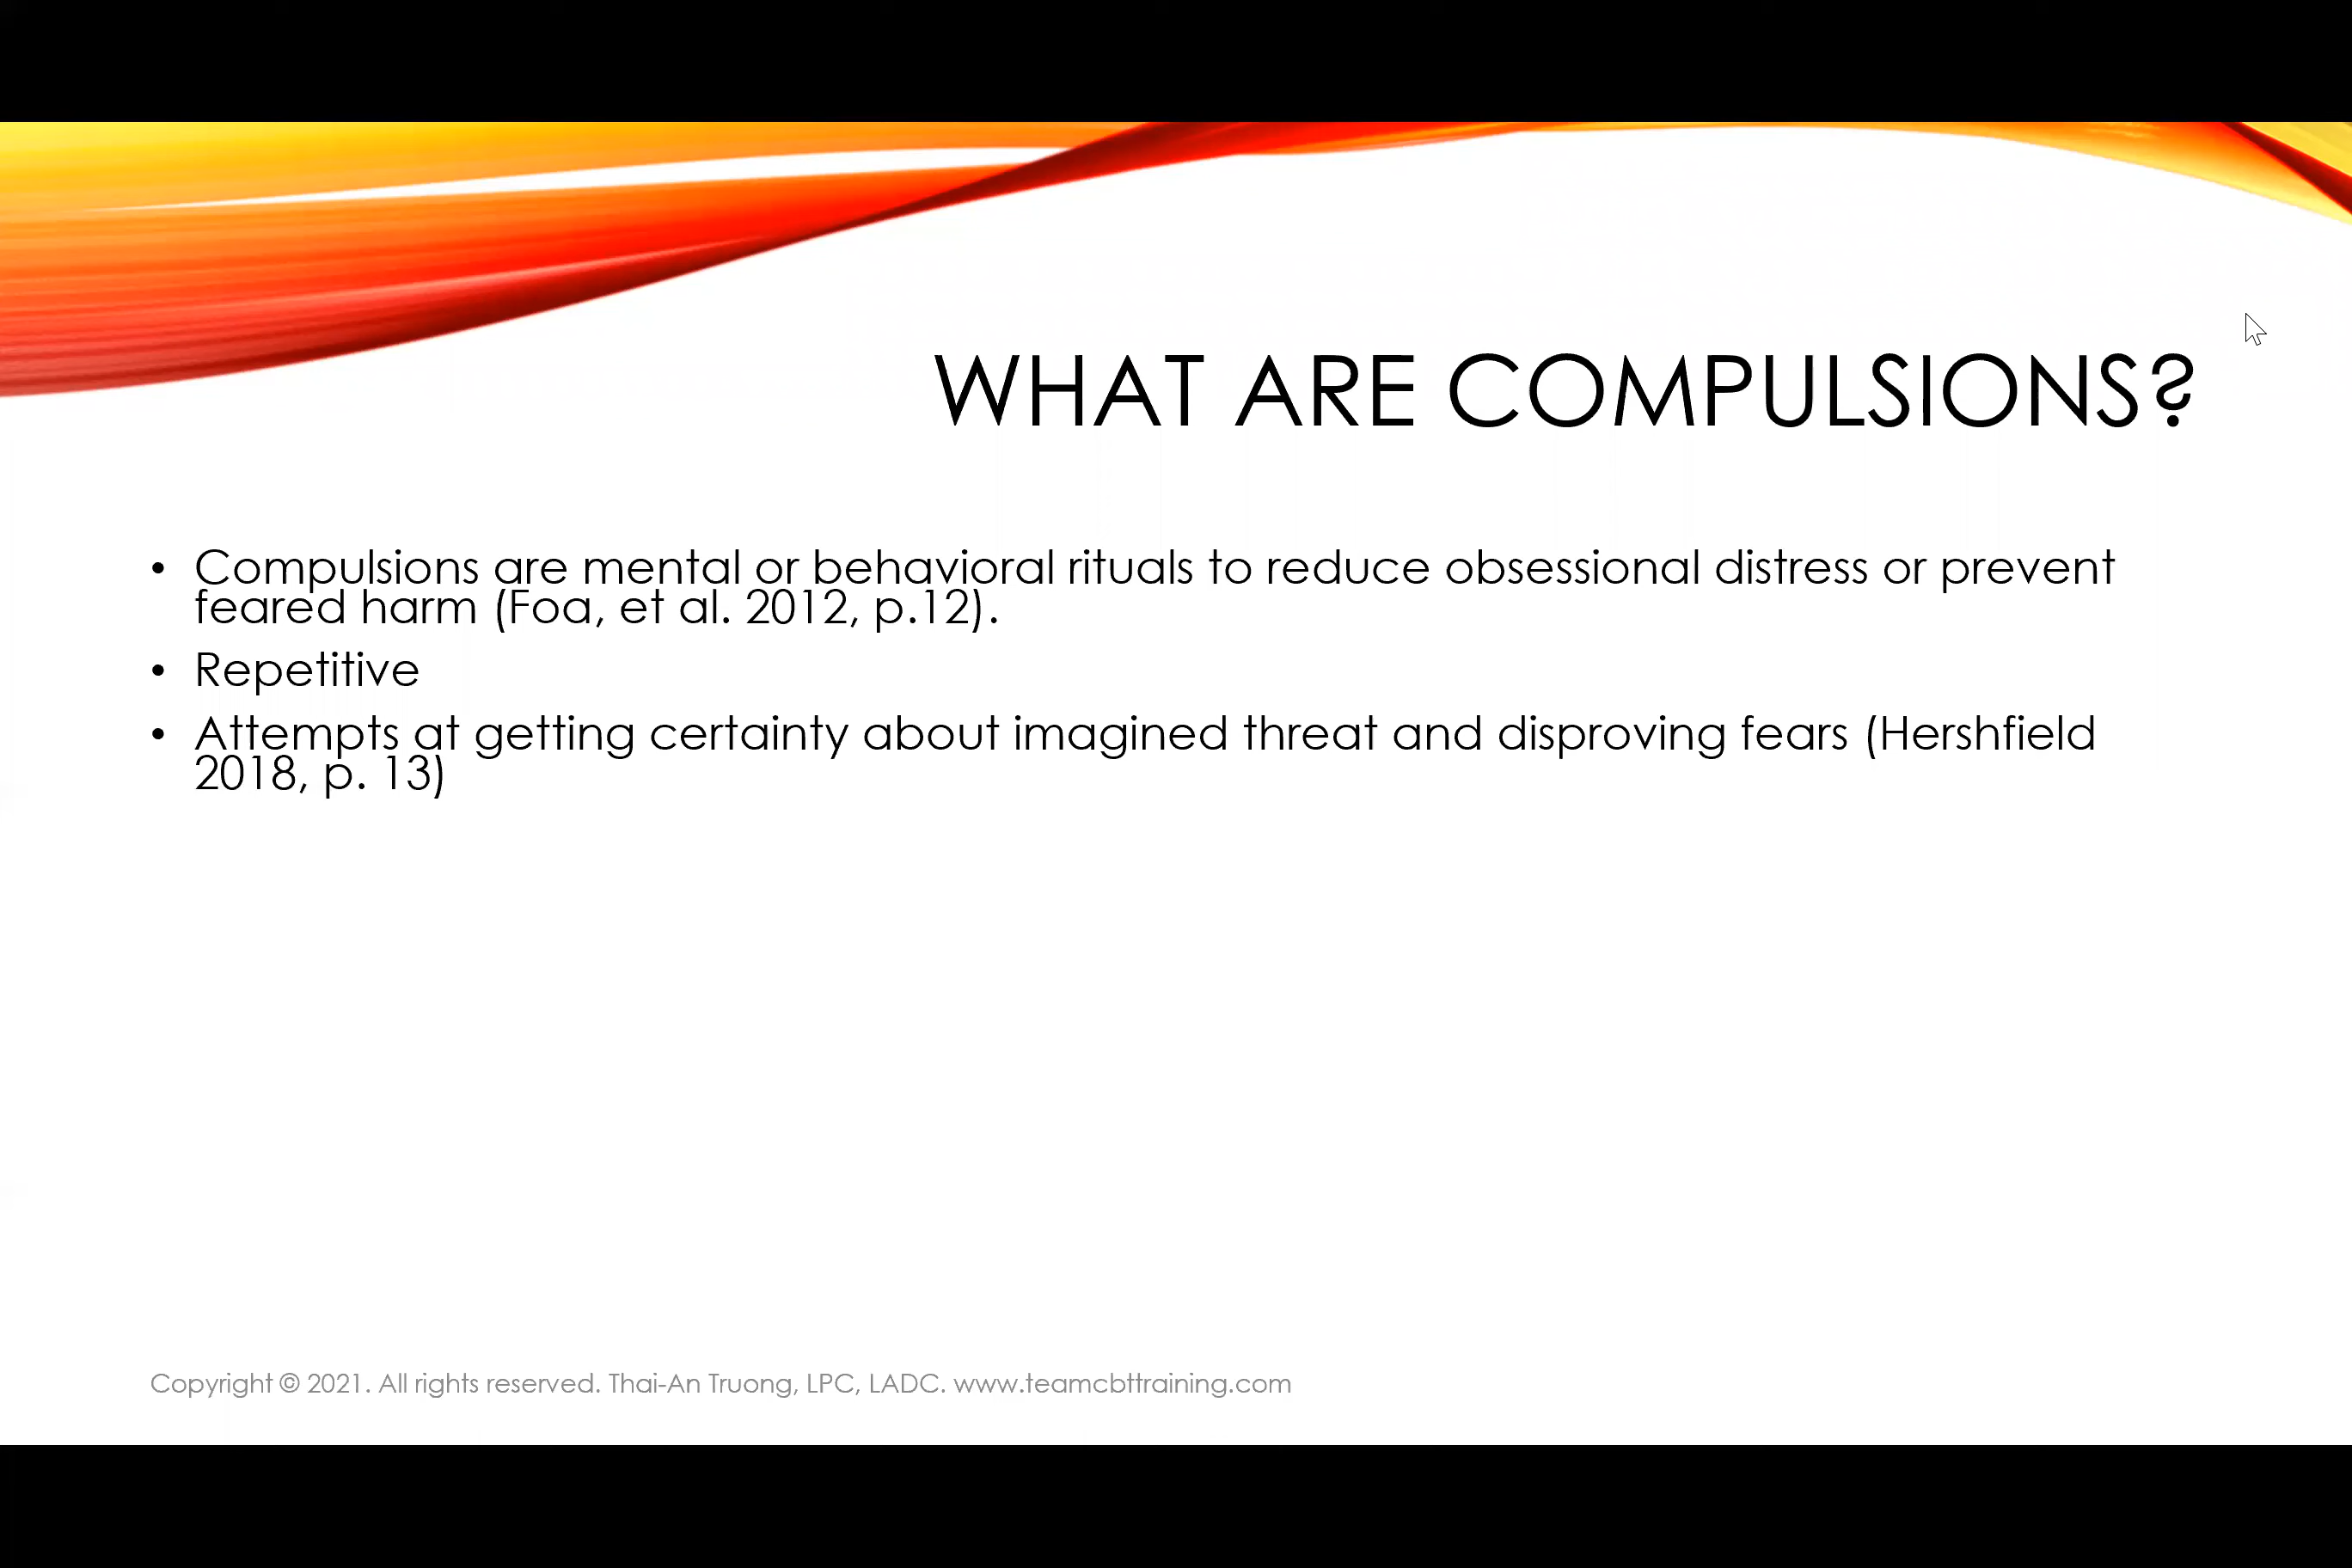 WHAT ARE COMPULSIONS?
• Compulsions are mental or behavioral rituals to reduce obsessional distress or prevent
feared harm (Foa, et al. 2012, p.12).
• Repetitive
• Attempts at getting certainty about imagined threat and disproving fears (Hershfield
2018, p. 13)
Copyright © 2021. All rights reserved. Thai-An Truong, LPC, LADC. www.teamcbttraining.com